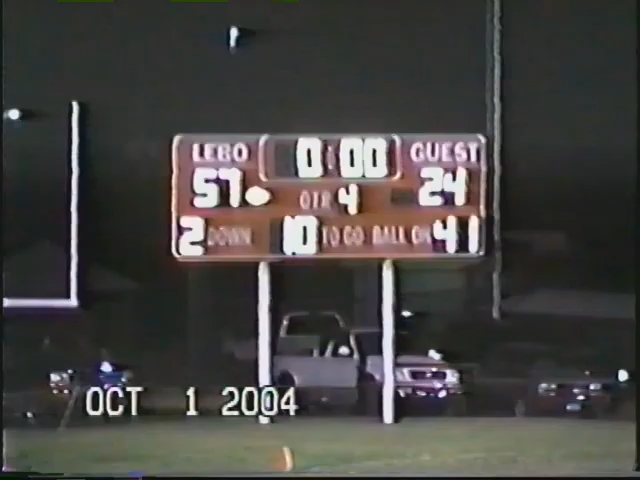 LEBO 0:00 GUEST
57 QTR 4 24
2 DOWN 10 TO GO BALL ON 41
OCT 1 2004